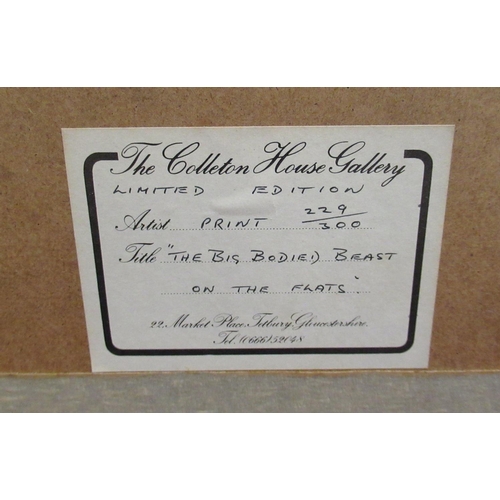 The Colleton House Gallery
LIMITED EDITION
Artist PRINT 229/300
Title "THE BIG BODIED BEAST
ON THE FLATS".
22 Market Place, Tetbury, Gloucestershire.
Tel. (0666) 52048